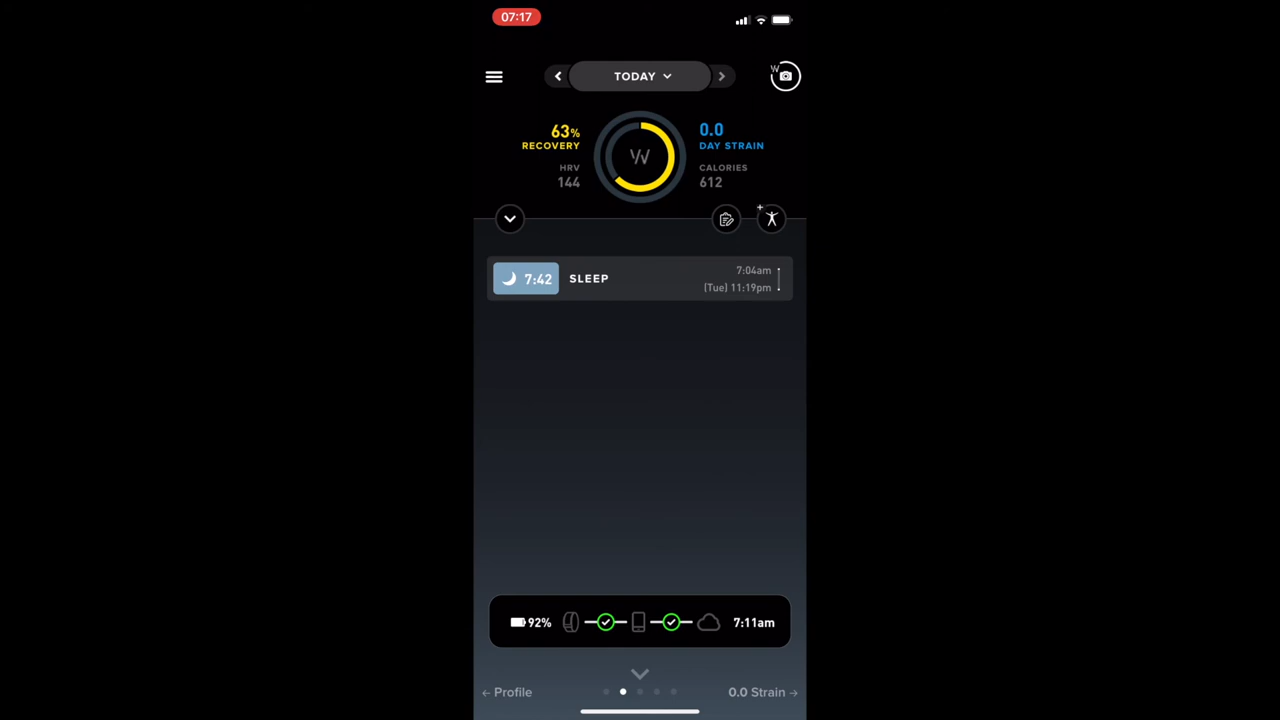 07:17
TODAY
W
63%
RECOVERY
HRV
144
W
0.0
DAY STRAIN
CALORIES
612
7:42 SLEEP
7:04am
[Tue] 11:19pm
92%
7:11am
← Profile
0.0 Strain →